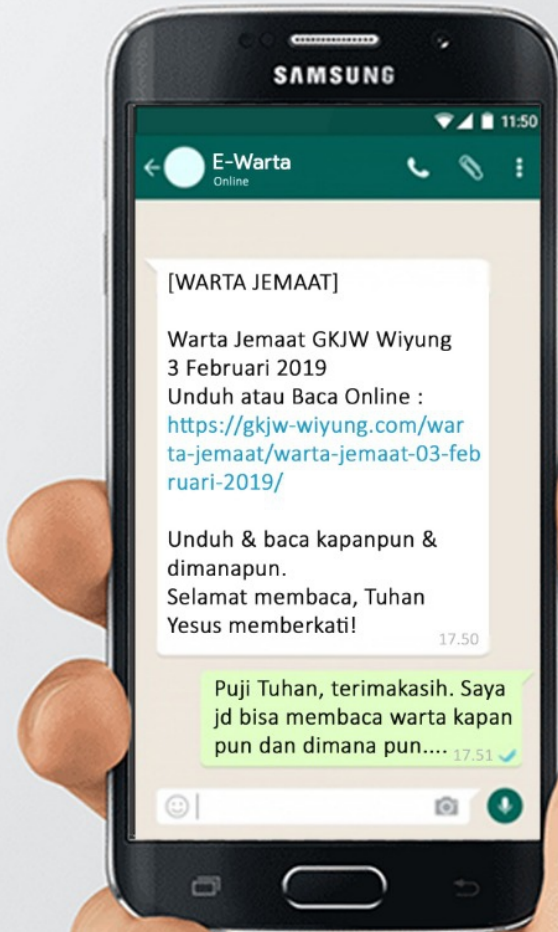 SAMSUNG
11:50
E-Warta
Online
[WARTA JEMAAT]
Warta Jemaat GKJW Wiyung
3 Februari 2019
Unduh atau Baca Online :
https://gkjw-wiyung.com/war
ta-jemaat/warta-jemaat-03-feb
ruari-2019/
Unduh & baca kapanpun &
dimanapun.
Selamat membaca, Tuhan
Yesus memberkati!
17.50
Puji Tuhan, terimakasih. Saya
jd bisa membaca warta kapan
pun dan dimana pun....
17.51